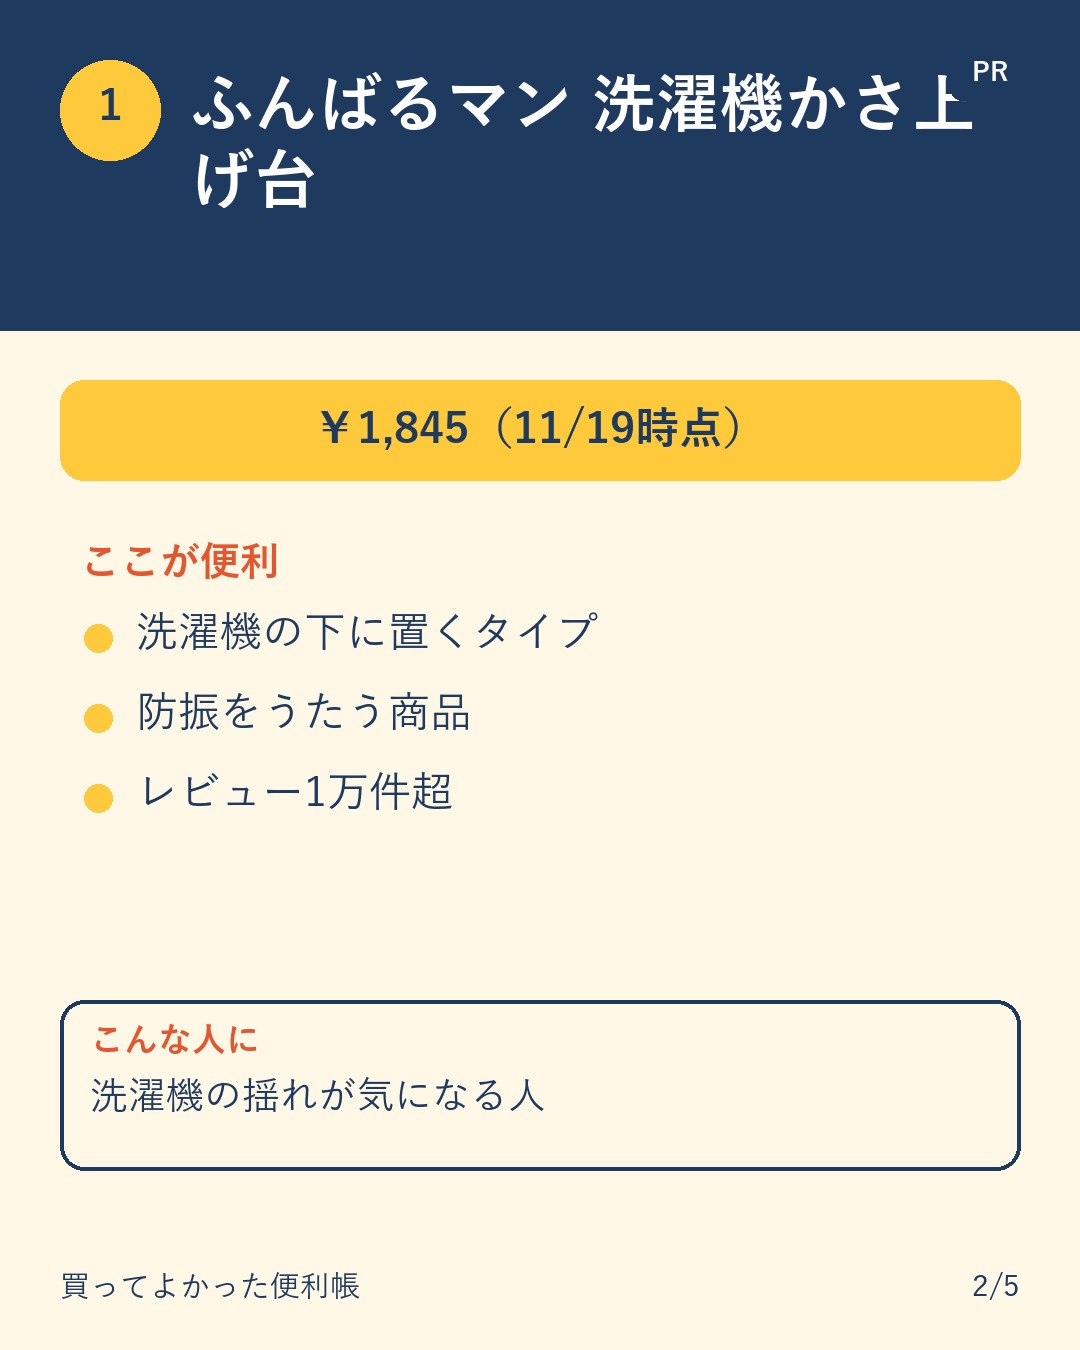 1
ふんばるマン 洗濯機かさ上
げ台
PR
￥1,845（11/19時点）
ここが便利
洗濯機の下に置くタイプ
防振をうたう商品
レビュー1万件超
こんな人に
洗濯機の揺れが気になる人
買ってよかった便利帳
2/5